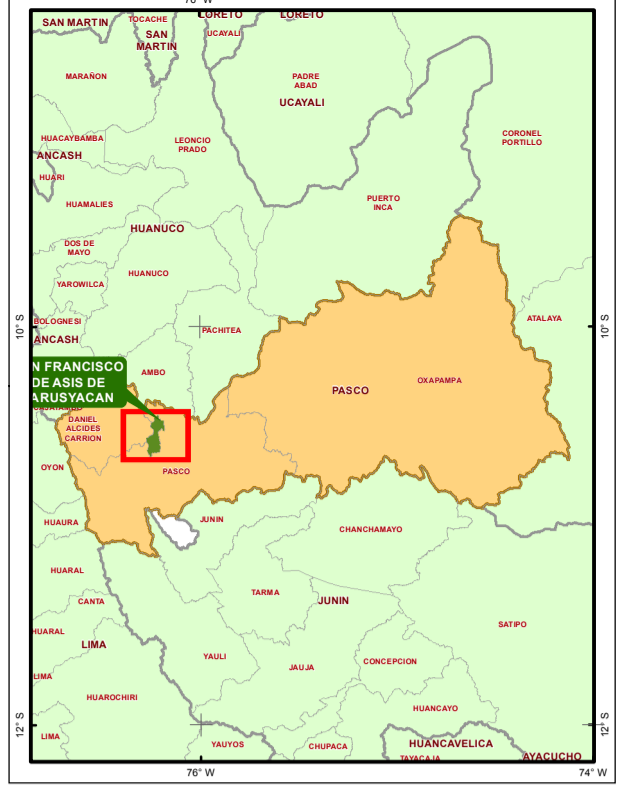 76° W
SAN MARTIN
TOCACHE
LORETO
LORETO
SAN
MARTIN
UCAYALI
MARAÑON
PADRE
ABAD
UCAYALI
HUACAYBAMBA
LEONCIO
PRADO
CORONEL
PORTILLO
ANCASH
HUARI
HUAMALIES
PUERTO
INCA
HUANUCO
DOS DE
MAYO
HUANUCO
YAROWILCA
BOLOGNESI
PACHITEA
ATALAYA
10° S
10° S
ANCASH
AMBO
N FRANCISCO
DE ASIS DE
ARUSYACAN
OXAPAMPA
PASCO
CAJATAMBO
DANIEL
ALCIDES
CARRION
OYON
PASCO
HUAURA
JUNIN
CHANCHAMAYO
HUARAL
CANTA
TARMA
JUNIN
HUARAL
SATIPO
LIMA
YAULI
JAUJA
CONCEPCION
LIMA
HUAROCHIRI
HUANCAYO
12° S
12° S
LIMA
YAUYOS
CHUPACA
HUANCAVELICA
TAYACAJA
AYACUCHO
76° W
74° W